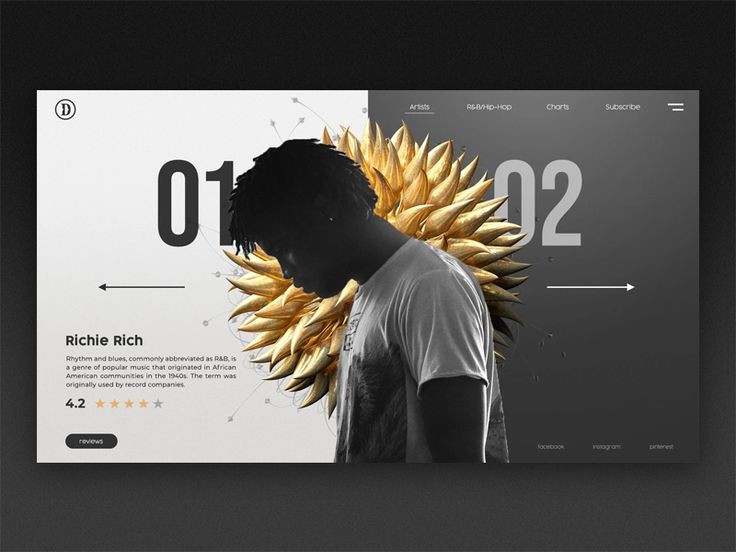 D
Artists
R&B/Hip-Hop
Charts
Subscribe
01
02
Richie Rich
Rhythm and blues, commonly abbreviated as R&B, is
a genre of popular music that originated in African
American communities in the 1940s. The term was
originally used by record companies.
4.2
reviews
facebook
instagram
pinterest